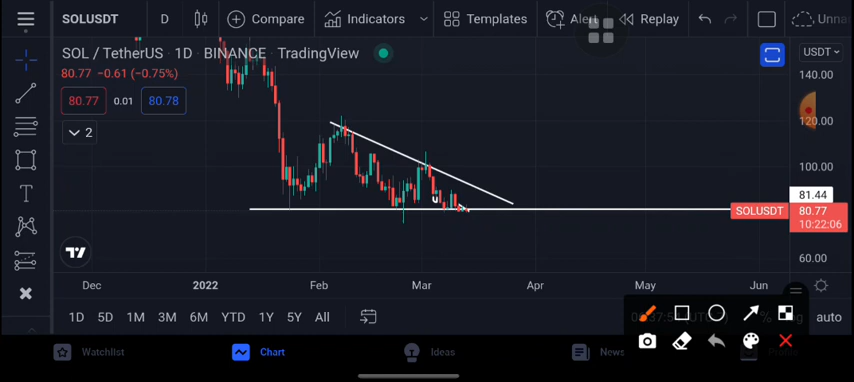 SOLUSDT D Compare Indicators Templates Alert Replay Unna
SOL / TetherUS · 1D · BINANCE · TradingView USDT
80.77 −0.61 (−0.75%)
80.77 0.01 80.78
2
140.00
120.00
100.00
81.44
SOLUSDT 80.77
10:22:06
60.00
Dec 2022 Feb Mar Apr May Jun
1D 5D 1M 3M 6M YTD 1Y 5Y All % auto
Watchlist Chart Ideas News